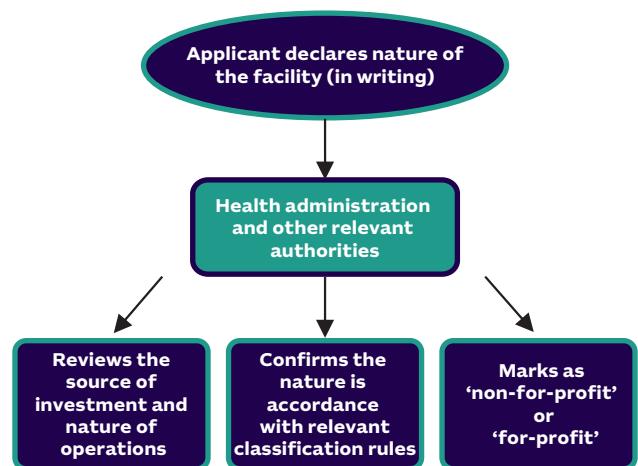 Applicant declares nature of
the facility (in writing)
Health administration
and other relevant
authorities
Reviews the
source of
investment and
nature of
operations
Confirms the
nature is
accordance
with relevant
classification rules
Marks as
‘non-for-profit’
or
‘for-profit’